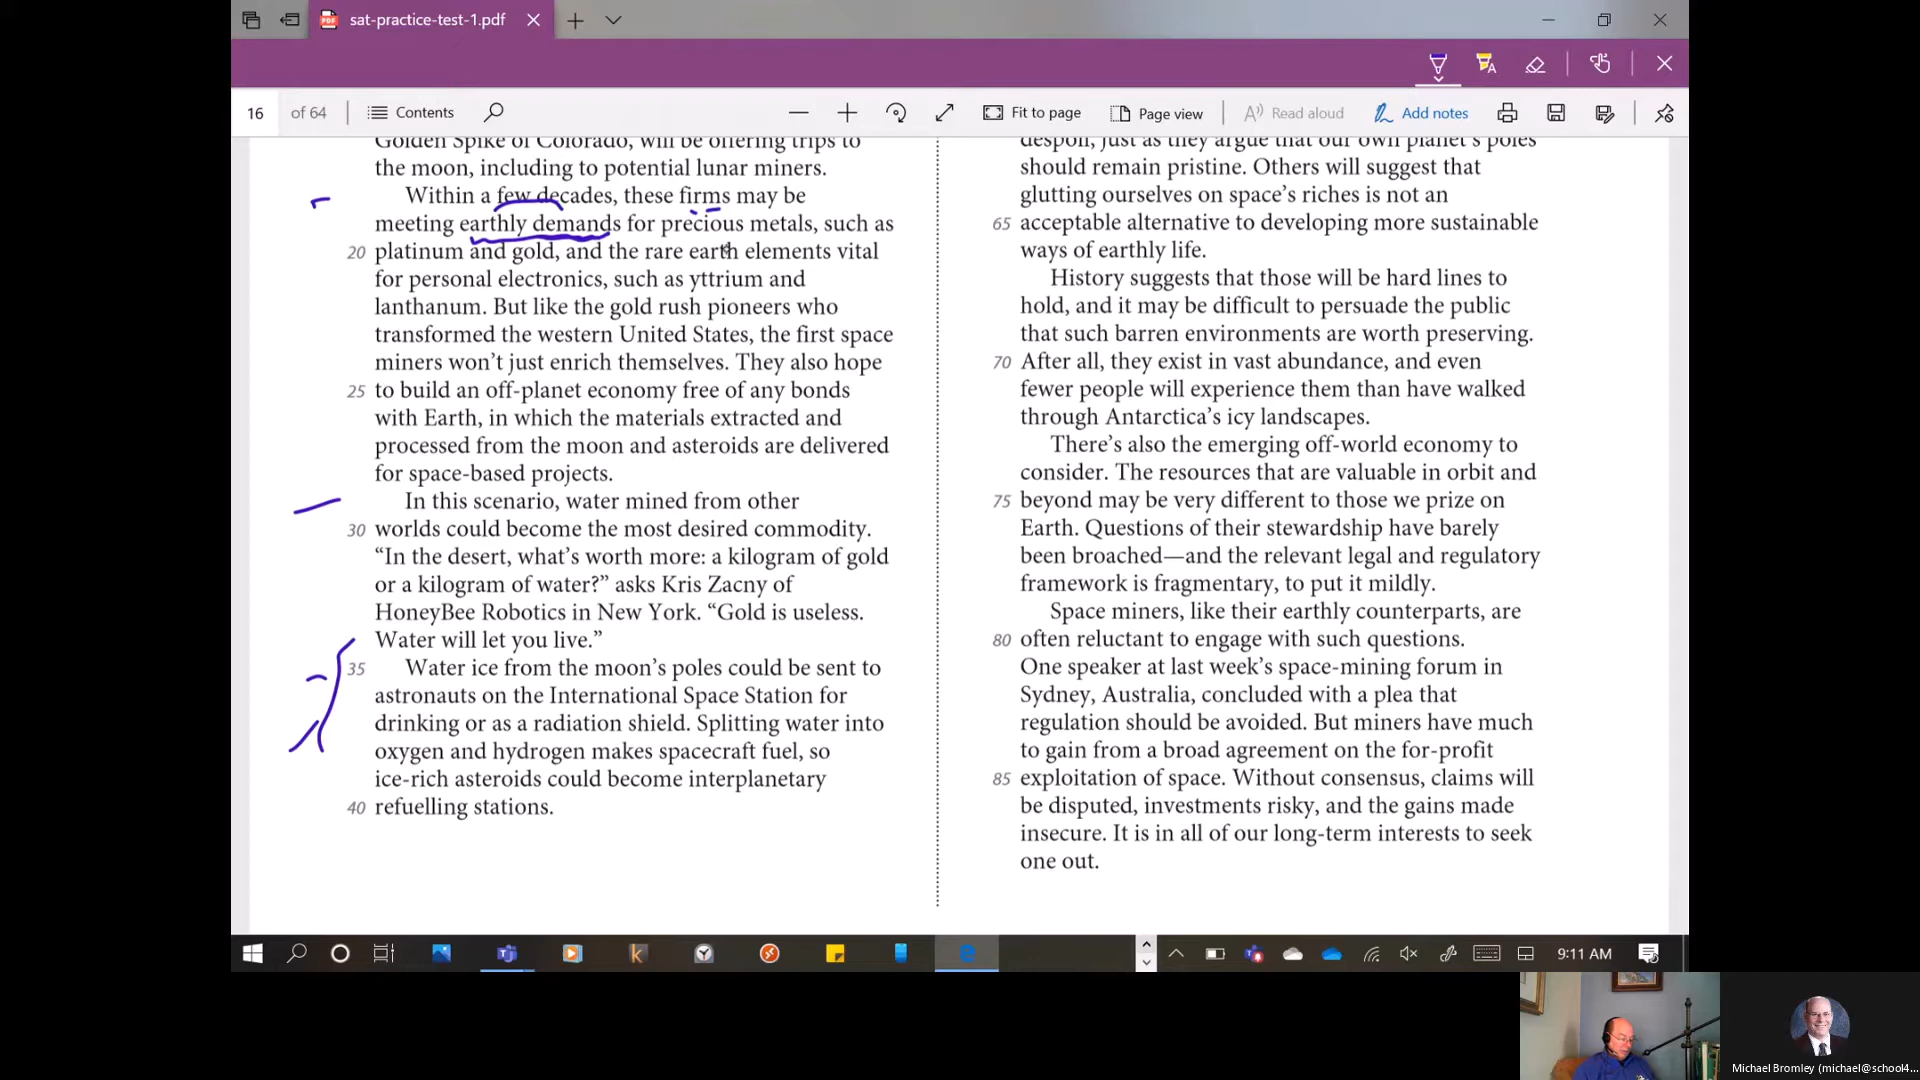 sat-practice-test-1.pdf
16 of 64 Contents Fit to page Page view Read aloud Add notes
Golden Spike of Colorado, will be offering trips to
the moon, including to potential lunar miners.
Within a few decades, these firms may be
meeting earthly demands for precious metals, such as
20 platinum and gold, and the rare earth elements vital
for personal electronics, such as yttrium and
lanthanum. But like the gold rush pioneers who
transformed the western United States, the first space
miners won't just enrich themselves. They also hope
25 to build an off-planet economy free of any bonds
with Earth, in which the materials extracted and
processed from the moon and asteroids are delivered
for space-based projects.
In this scenario, water mined from other
30 worlds could become the most desired commodity.
“In the desert, what's worth more: a kilogram of gold
or a kilogram of water?” asks Kris Zacny of
HoneyBee Robotics in New York. “Gold is useless.
Water will let you live.”
35 Water ice from the moon's poles could be sent to
astronauts on the International Space Station for
drinking or as a radiation shield. Splitting water into
oxygen and hydrogen makes spacecraft fuel, so
ice-rich asteroids could become interplanetary
40 refuelling stations.
despoil, just as they argue that our own planet's poles
should remain pristine. Others will suggest that
glutting ourselves on space's riches is not an
65 acceptable alternative to developing more sustainable
ways of earthly life.
History suggests that those will be hard lines to
hold, and it may be difficult to persuade the public
that such barren environments are worth preserving.
70 After all, they exist in vast abundance, and even
fewer people will experience them than have walked
through Antarctica's icy landscapes.
There's also the emerging off-world economy to
consider. The resources that are valuable in orbit and
75 beyond may be very different to those we prize on
Earth. Questions of their stewardship have barely
been broached—and the relevant legal and regulatory
framework is fragmentary, to put it mildly.
Space miners, like their earthly counterparts, are
80 often reluctant to engage with such questions.
One speaker at last week's space-mining forum in
Sydney, Australia, concluded with a plea that
regulation should be avoided. But miners have much
to gain from a broad agreement on the for-profit
85 exploitation of space. Without consensus, claims will
be disputed, investments risky, and the gains made
insecure. It is in all of our long-term interests to seek
one out.
9:11 AM
Michael Bromley (michael@school4...